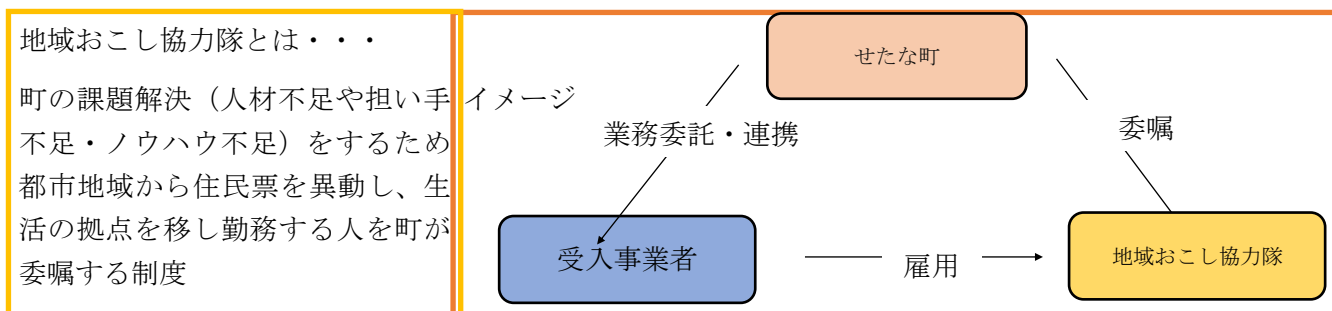 地域おこし協力隊とは・・・
町の課題解決（人材不足や担い手
不足・ノウハウ不足）をするため
都市地域から住民票を異動し、生
活の拠点を移し勤務する人を町が
委嘱する制度
イメージ
せたな町
業務委託・連携
委嘱
受入事業者
雇用
地域おこし協力隊